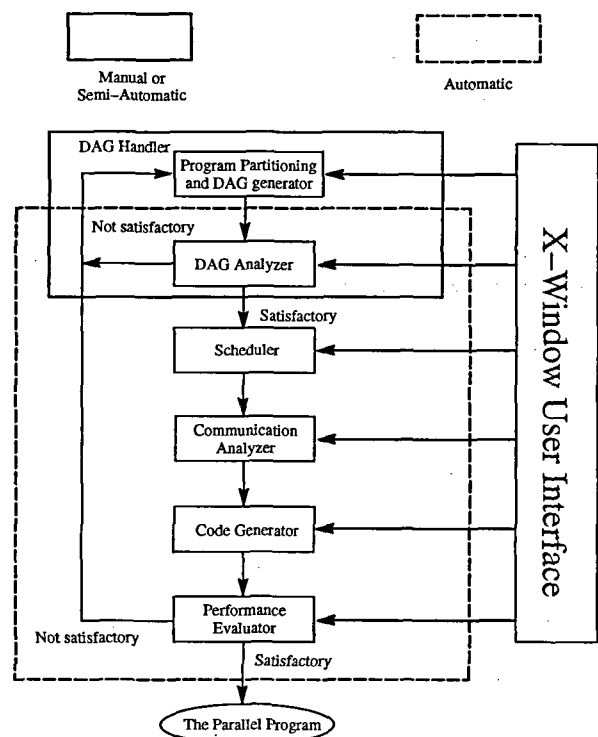 Manual or
Semi-Automatic
Automatic
DAG Handler
Program Partitioning
and DAG generator
Not satisfactory
DAG Analyzer
Satisfactory
Scheduler
Communication
Analyzer
Code Generator
Performance
Evaluator
Not satisfactory
Satisfactory
The Parallel Program
X-Window User Interface